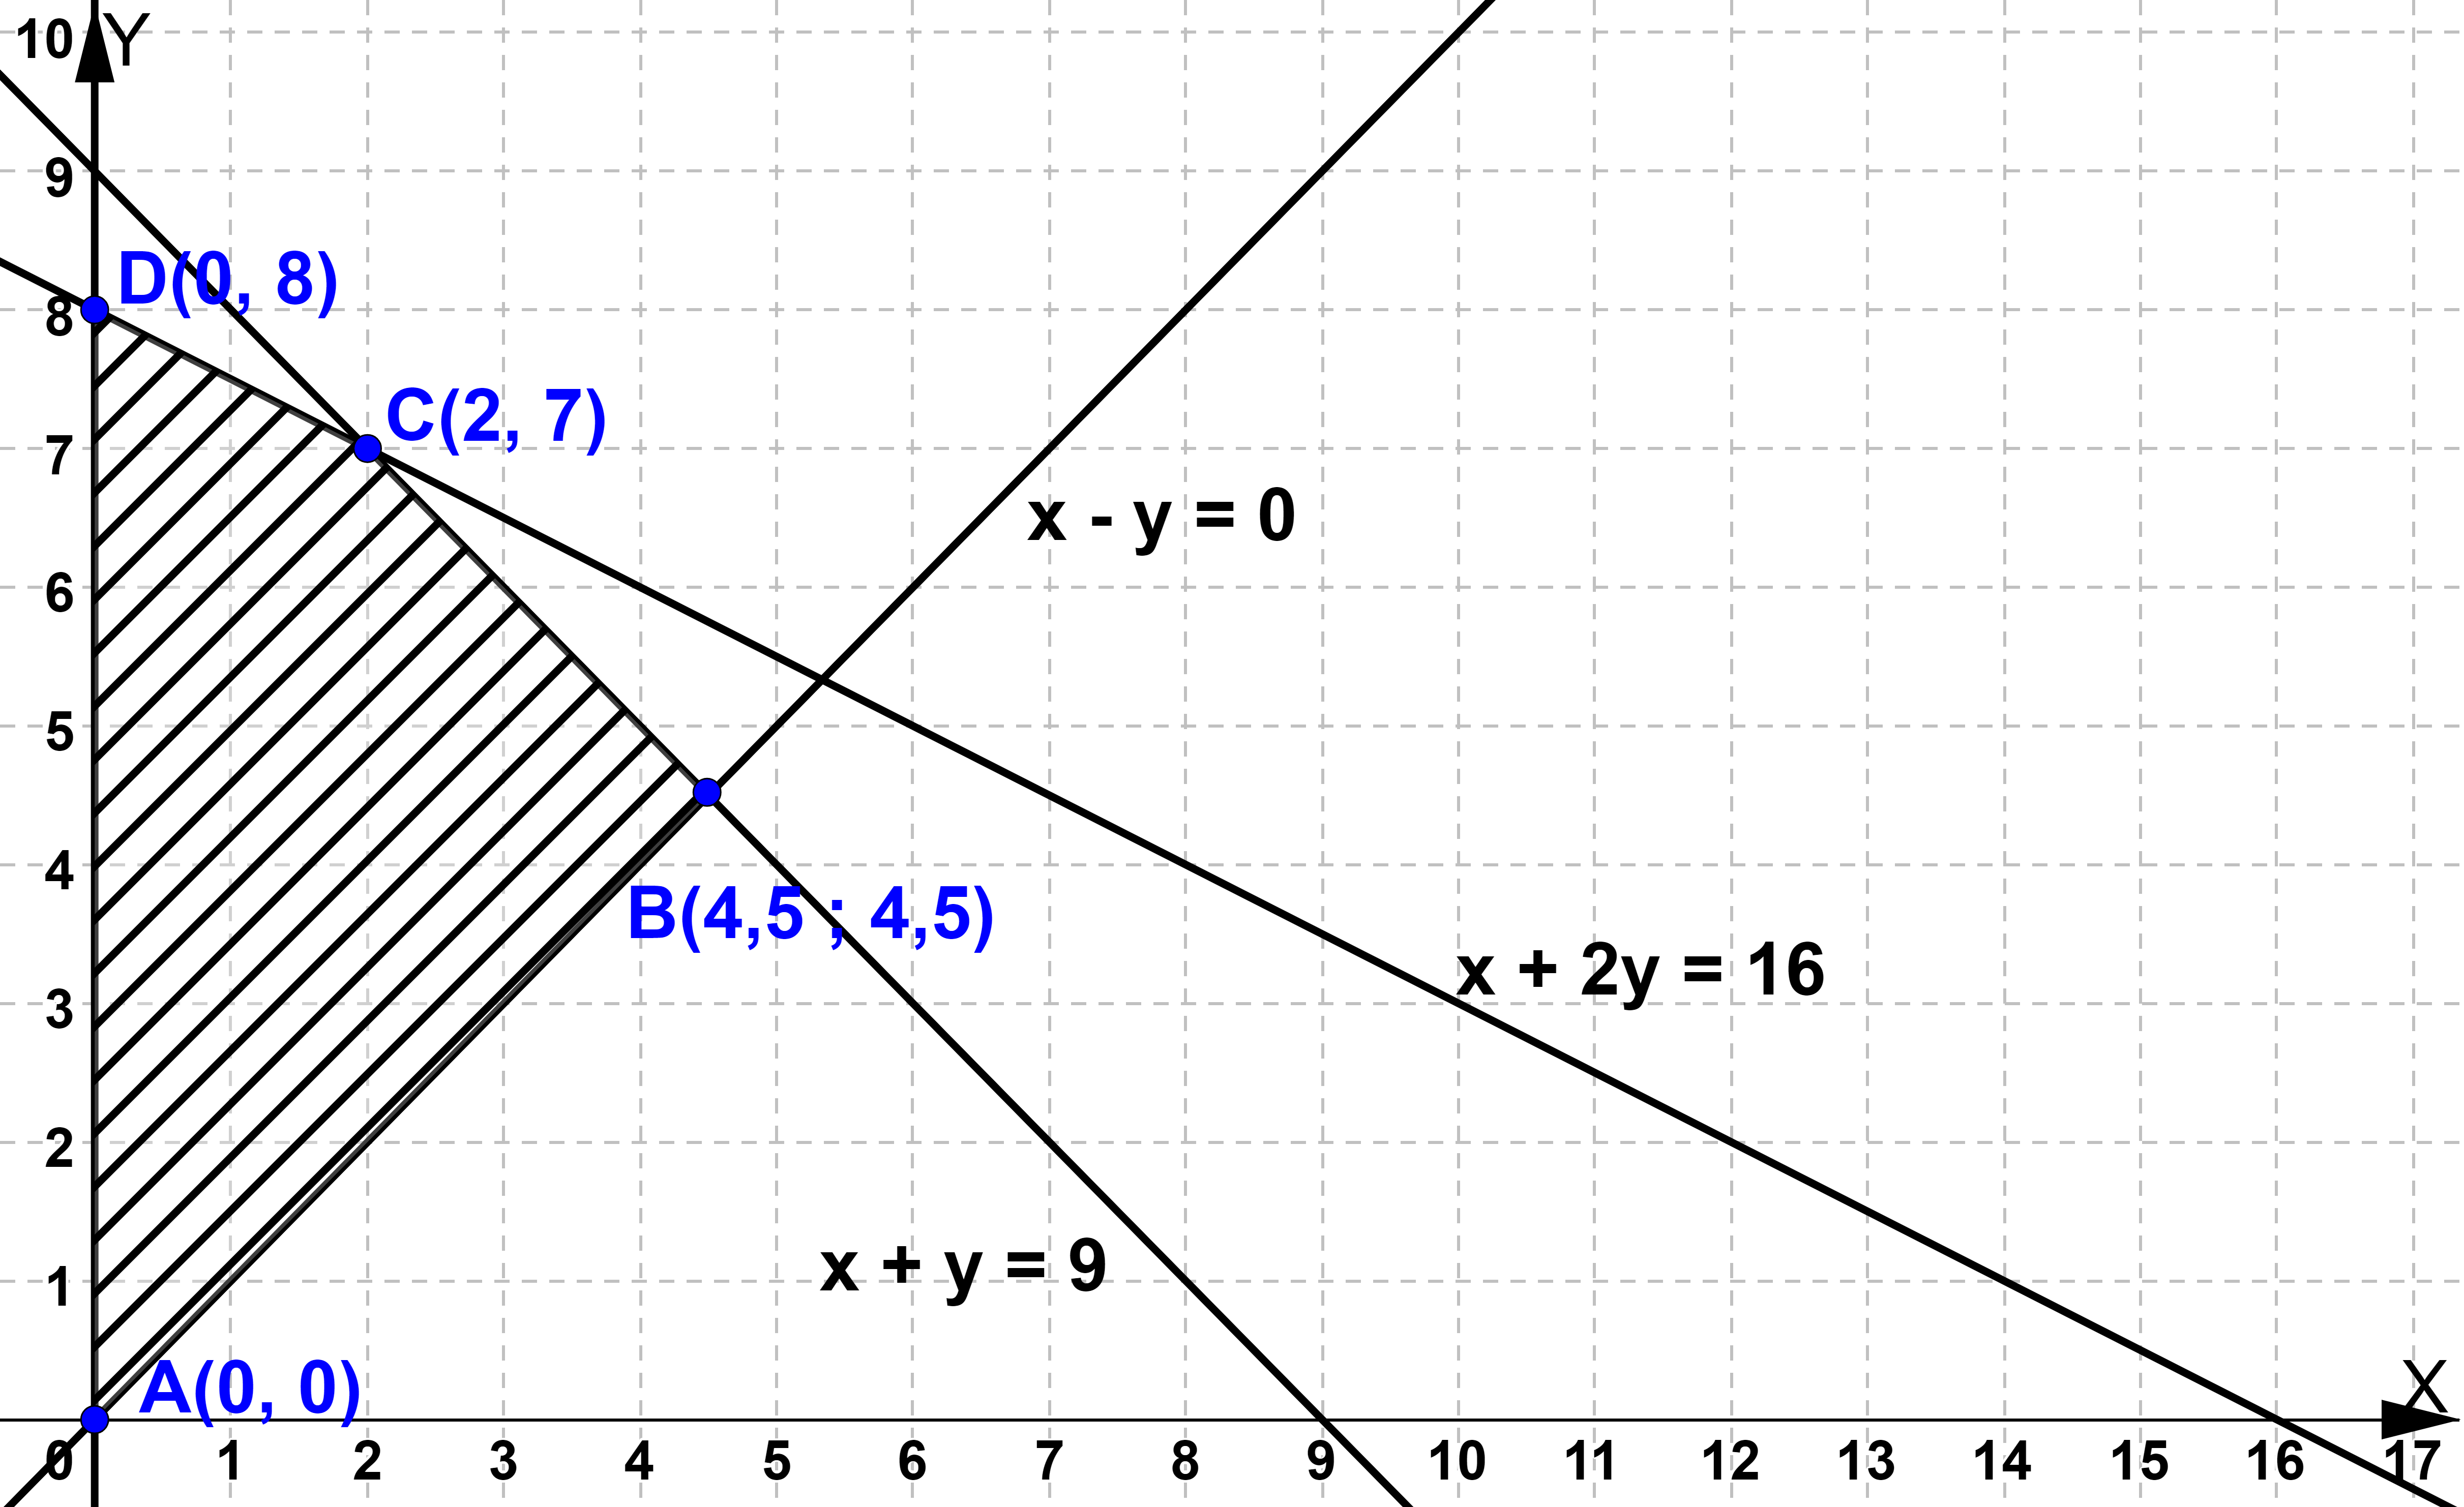 10
Y
9
D(0, 8)
8
C(2, 7)
7
x - y = 0
6
5
4
B(4,5 ; 4,5)
x + 2y = 16
3
2
x + y = 9
1
A(0, 0)
X
0 1 2 3 4 5 6 7 8 9 10 11 12 13 14 15 16 17